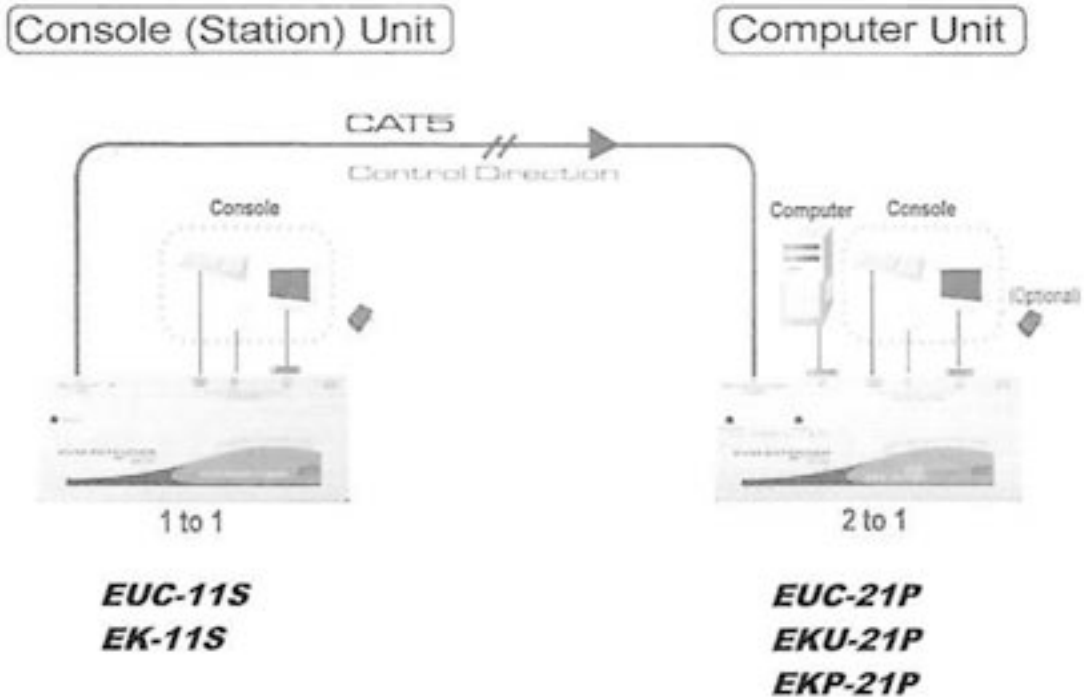 Console (Station) Unit
Computer Unit
CAT5
Control Direction
Console
Computer
Console
(Optional)
1 to 1
2 to 1
EUC-11S
EK-11S
EUC-21P
EKU-21P
EKP-21P